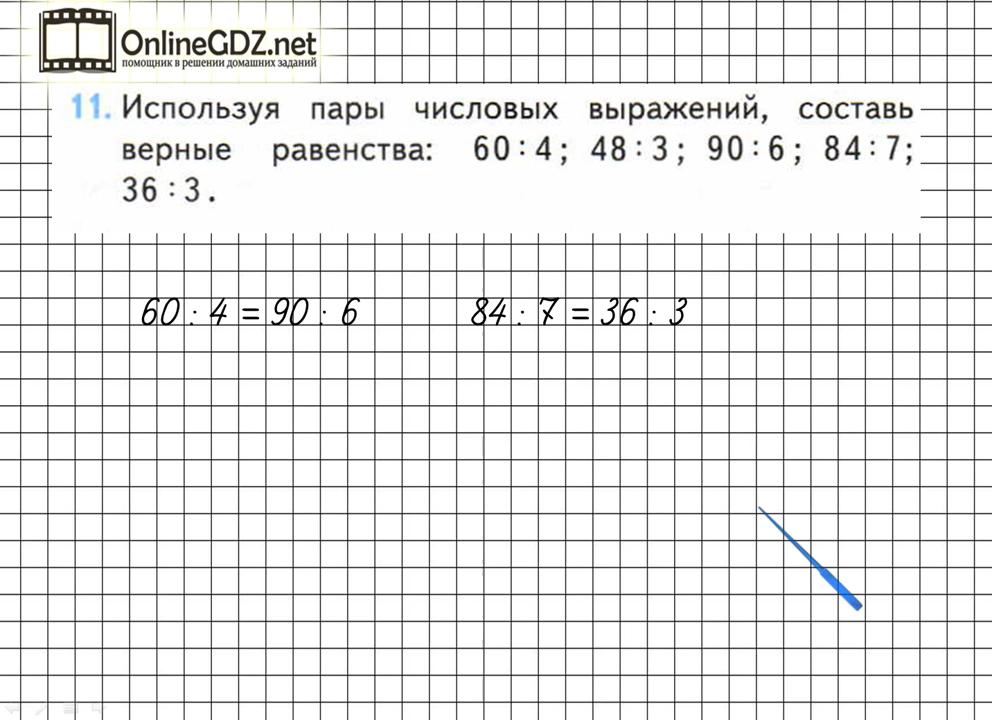 OnlineGDZ.net
помощник в решении домашних заданий
11. Используя пары числовых выражений, составь
верные равенства: 60 : 4 ; 48 : 3 ; 90 : 6 ; 84 : 7;
36 : 3 .
60 : 4 = 90 : 6 84 : 7 = 36 : 3